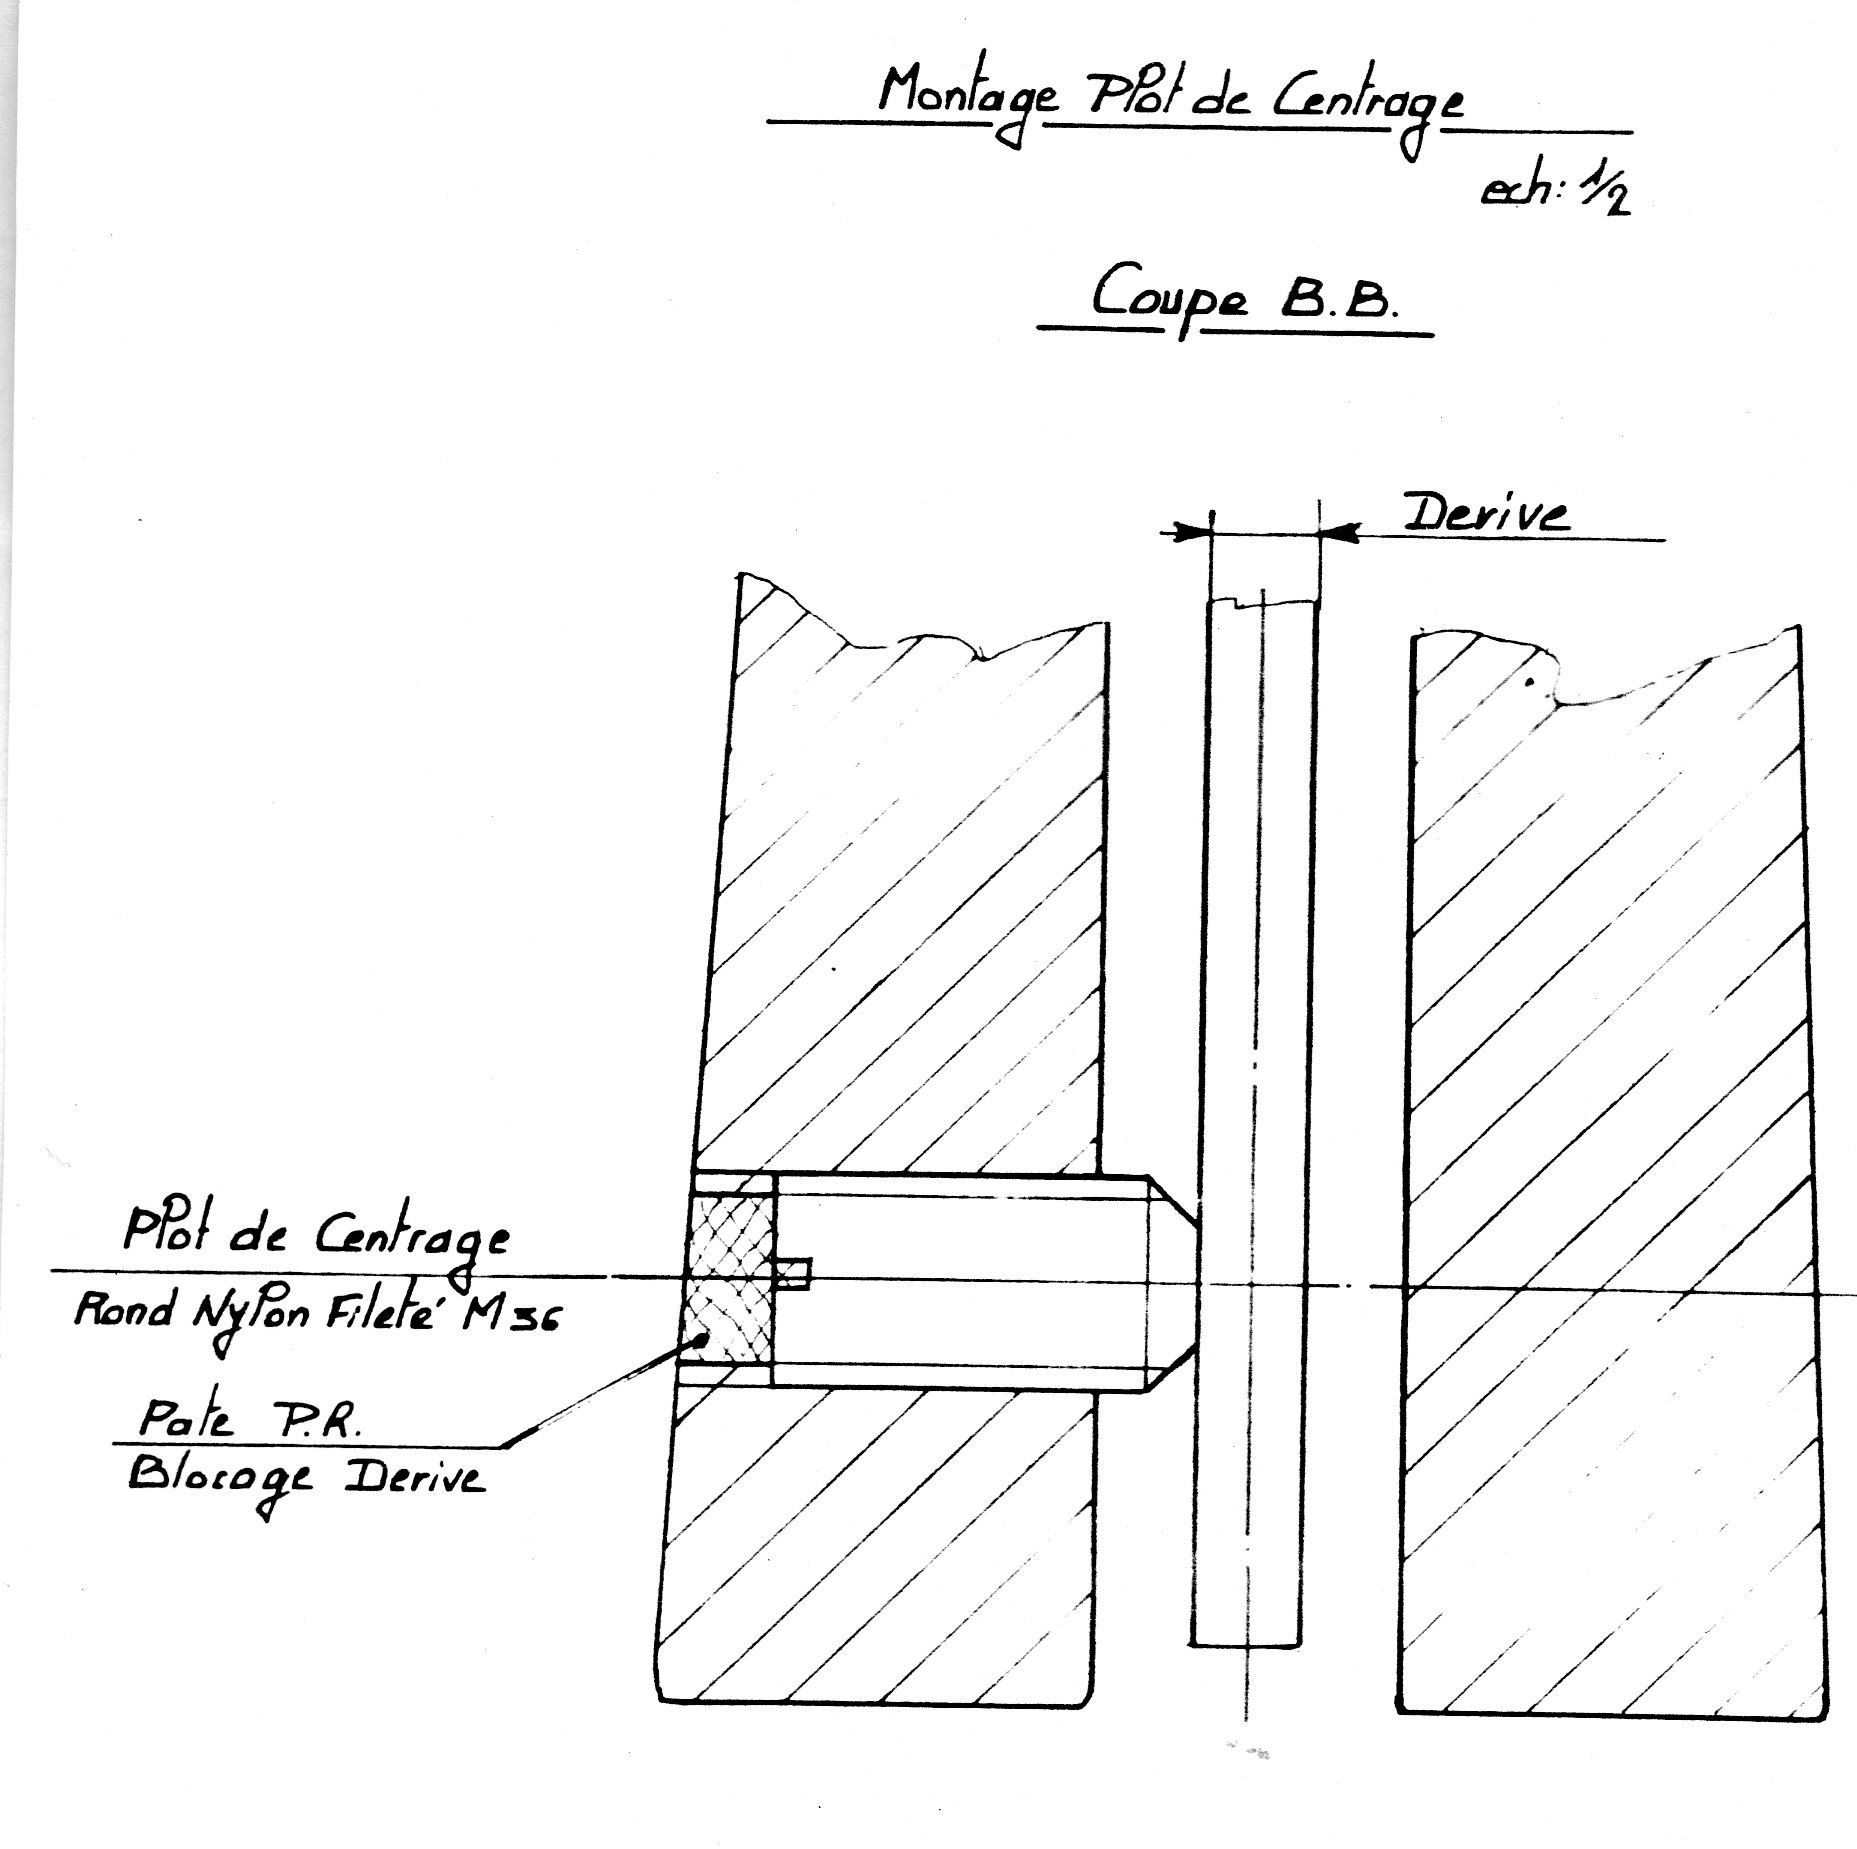 Montage Plot de Centrage
ech: 1/2
Coupe B.B.
Derive
Plot de Centrage
Rond Nylon Fileté M36
Pate P.R.
Blocage Derive